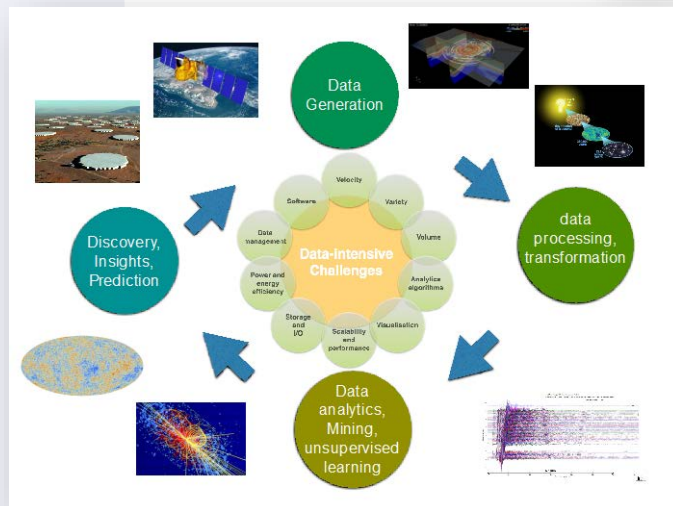 Data
Generation
data
processing,
transformation
Data
analytics,
Mining,
unsupervised
learning
Discovery,
Insights,
Prediction
Data-intensive
Challenges
Velocity
Variety
Volume
Analytics
algorithms
Visualisation
Scalability and
performance
Storage
and
I/O
Power and
energy
efficiency
Data
management
Software